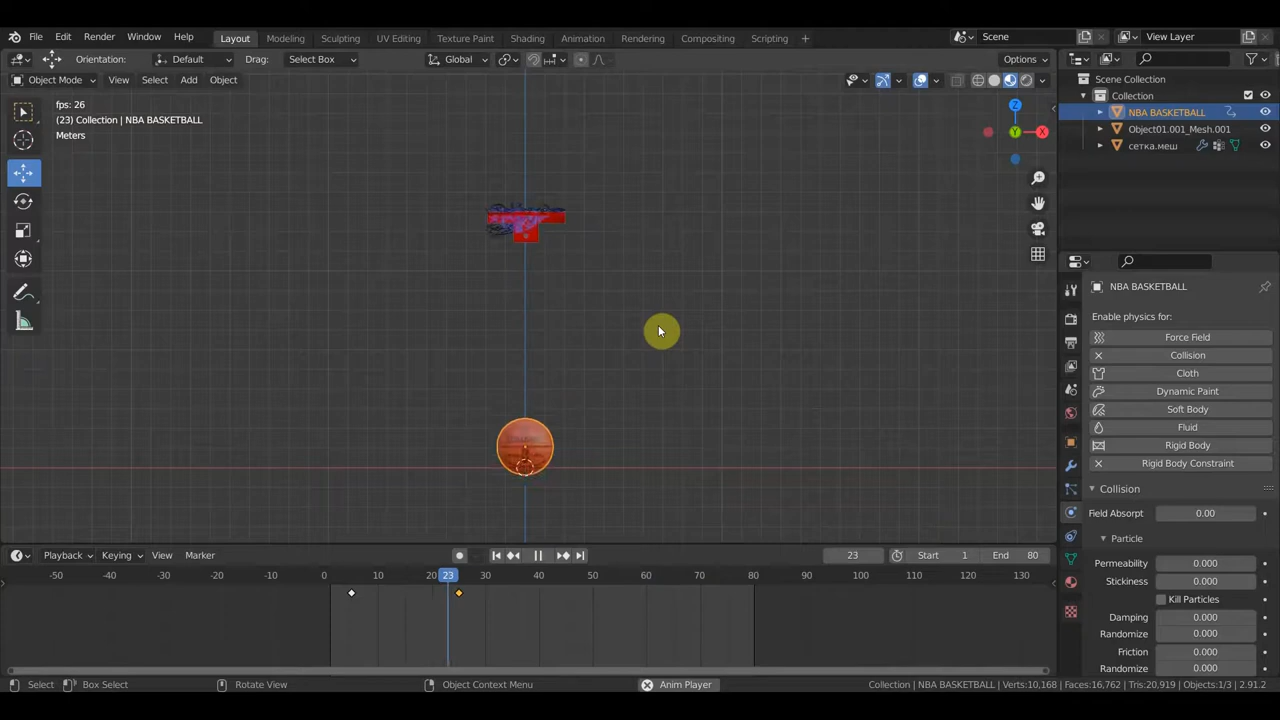 File Edit Render Window Help Layout Modeling Sculpting UV Editing Texture Paint Shading Animation Rendering Compositing Scripting + Scene View Layer
Orientation: Default Drag: Select Box Global Options
Object Mode View Select Add Object
Scene Collection
Collection
NBA BASKETBALL
Object01.001_Mesh.001
сетка.меш
fps: 26
(23) Collection | NBA BASKETBALL
Meters
Z
Y
X
NBA BASKETBALL
Enable physics for:
Force Field
Collision
Cloth
Dynamic Paint
Soft Body
Fluid
Rigid Body
Rigid Body Constraint
Collision
Field Absorpt 0.00
Particle
Permeability 0.000
Stickiness 0.000
Kill Particles
Damping 0.000
Randomize 0.000
Friction 0.000
Randomize 0.000
Playback Keying View Marker 23 Start 1 End 80
-50 -40 -30 -20 -10 0 10 20 23 30 40 50 60 70 80 90 100 110 120 130
Select Box Select Rotate View Object Context Menu Anim Player Collection | NBA BASKETBALL | Verts:10,168 | Faces:16,762 | Tris:20,919 | Objects:1/3 | 2.91.2